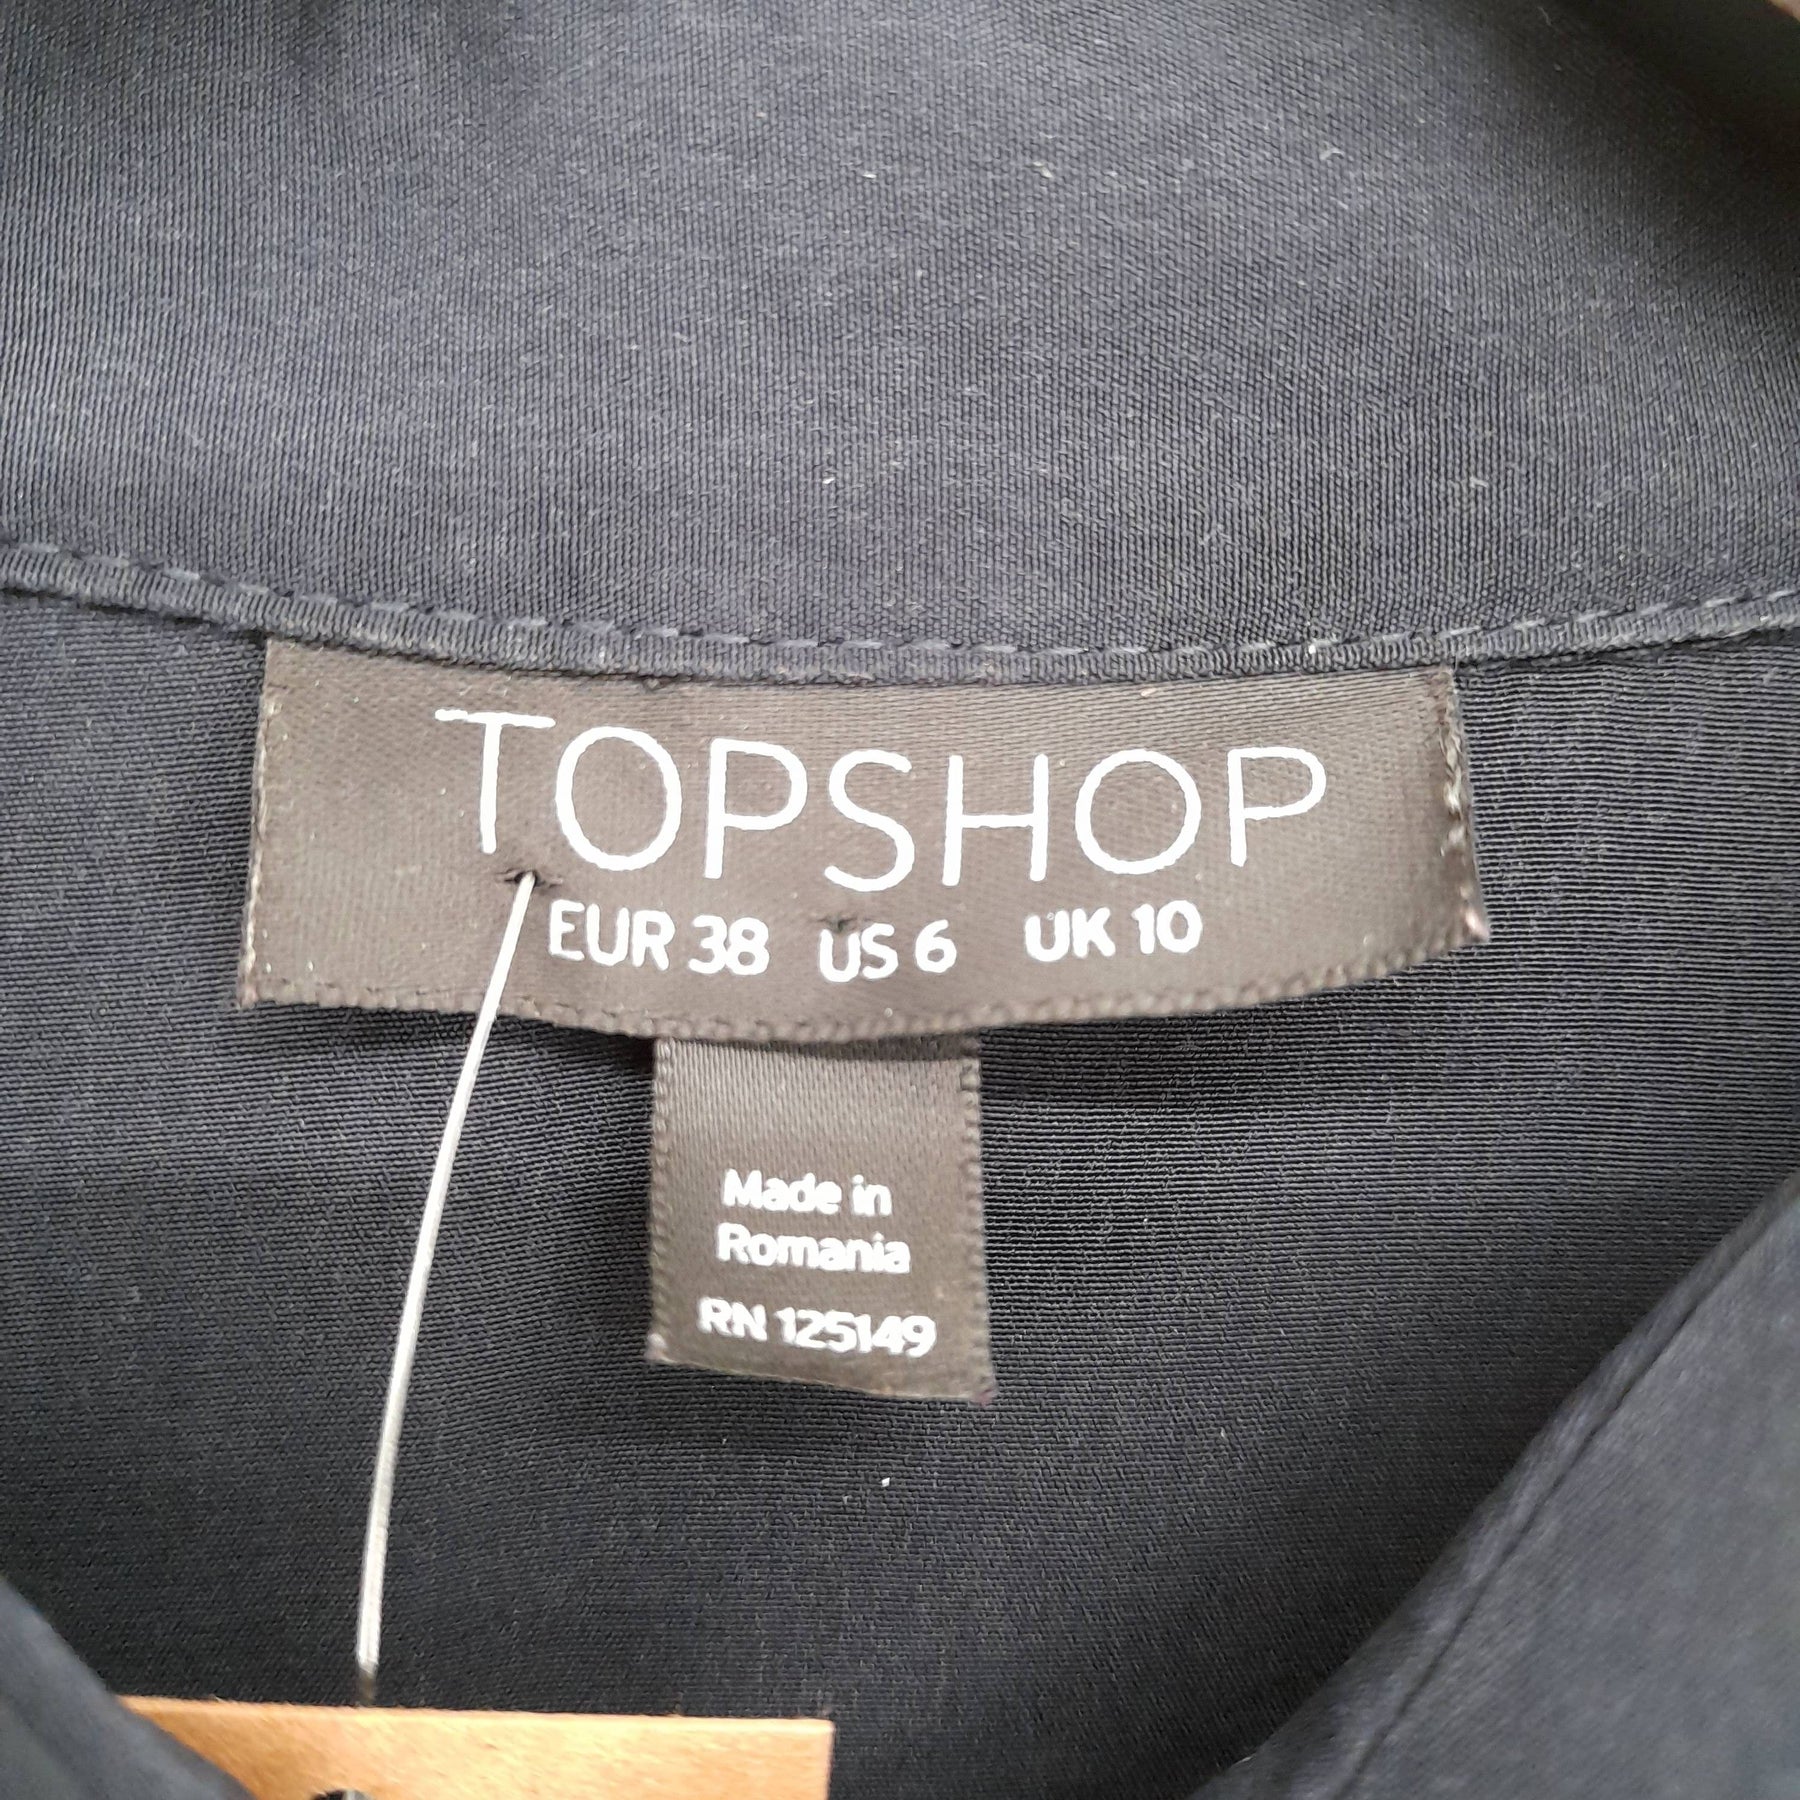 TOPSHOP
EUR 38 US 6 UK 10
Made in
Romania
RN 125149